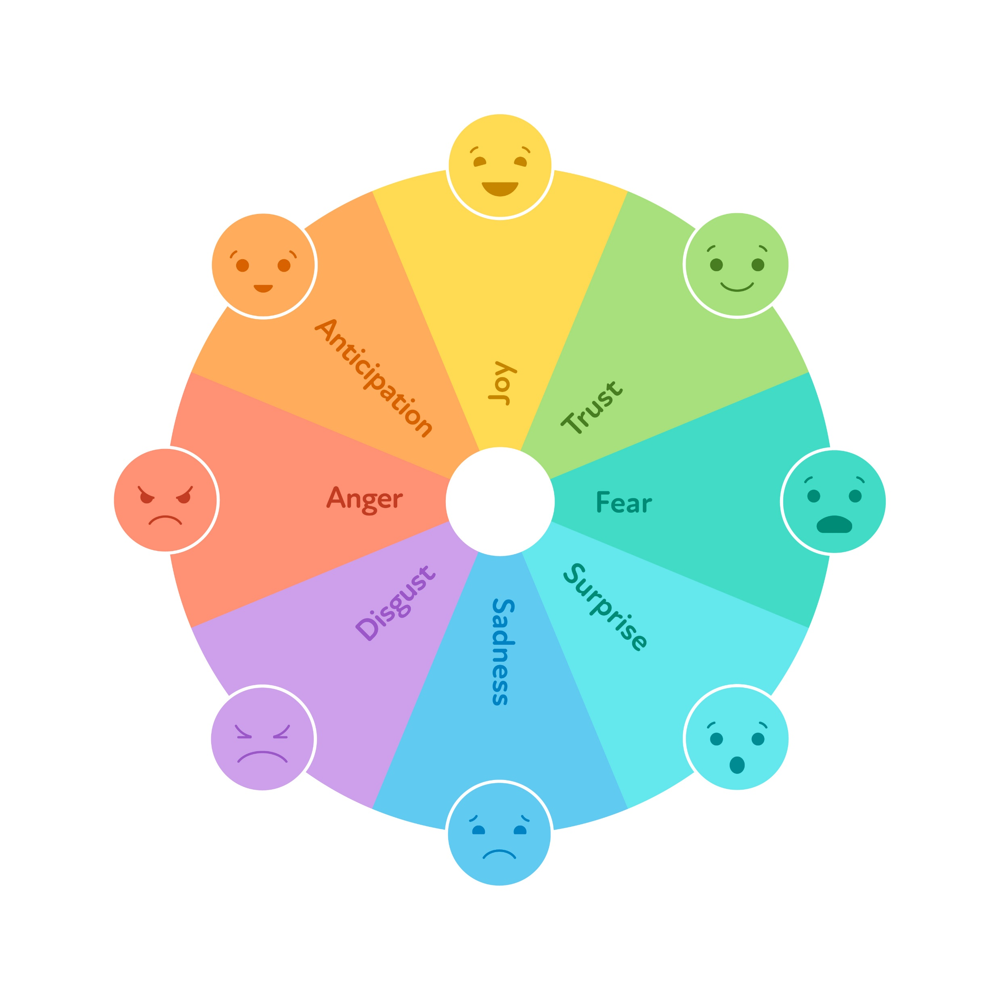 Joy
Trust
Fear
Surprise
Sadness
Disgust
Anger
Anticipation